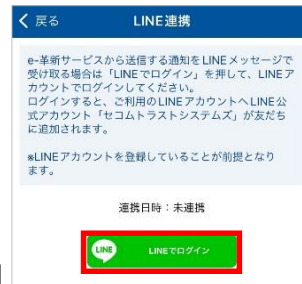 戻る LINE連携
e-革新サービスから送信する通知をLINEメッセージで
受け取る場合は「LINEでログイン」を押して、LINEア
カウントでログインしてください。
ログインすると、ご利用のLINEアカウントへLINE公
式アカウント「セコムトラストシステムズ」が友だち
に追加されます。
※LINEアカウントを登録していることが前提となり
ます。
連携日時：未連携
LINE LINEでログイン